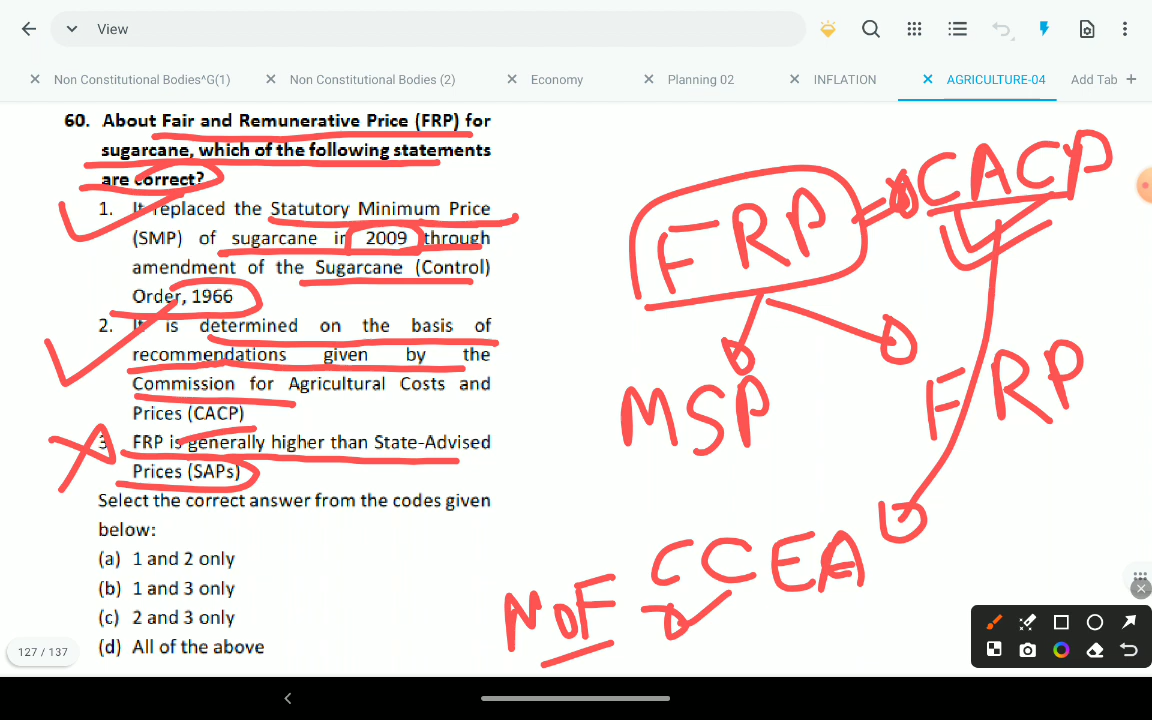 View
Non Constitutional Bodies^G(1)
Non Constitutional Bodies (2)
Economy
Planning 02
INFLATION
AGRICULTURE-04
Add Tab +
60. About Fair and Remunerative Price (FRP) for
sugarcane, which of the following statements
are correct?
1. It replaced the Statutory Minimum Price
(SMP) of sugarcane in 2009 through
amendment of the Sugarcane (Control)
Order, 1966
2. It is determined on the basis of
recommendations given by the
Commission for Agricultural Costs and
Prices (CACP)
3. FRP is generally higher than State-Advised
Prices (SAPs)
Select the correct answer from the codes given
below:
(a) 1 and 2 only
(b) 1 and 3 only
(c) 2 and 3 only
(d) All of the above
FRP CACP
MSP FRP
CCEA
MoF
127 / 137